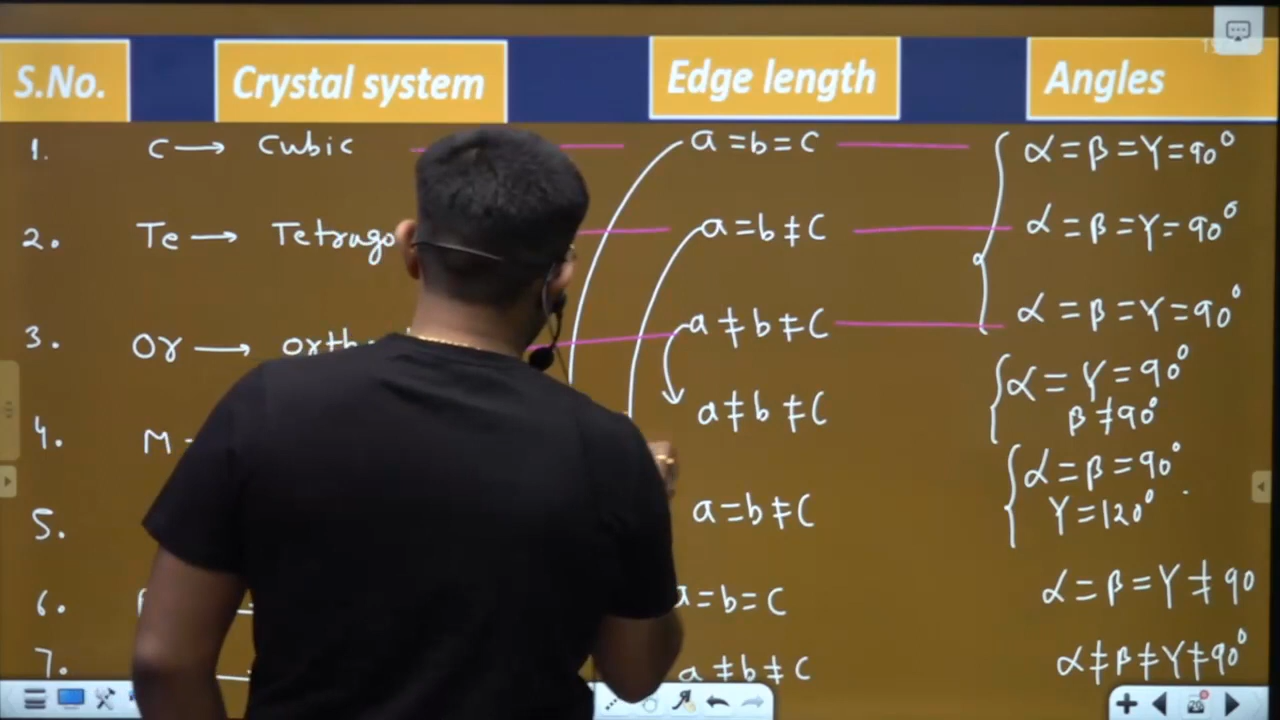 S.No. Crystal system Edge length Angles
1. C → Cubic a = b = C α = β = γ = 90°
2. Te → Tetrago a = b ≠ C α = β = γ = 90°
3. Or → orth a ≠ b ≠ C α = β = γ = 90°
4. M a ≠ b ≠ C α = γ = 90°
β ≠ 90°
5. a = b ≠ C α = β = 90°
γ = 120°
6. a = b = C α = β = γ ≠ 90
7. a ≠ b ≠ C α ≠ β ≠ γ ≠ 90°